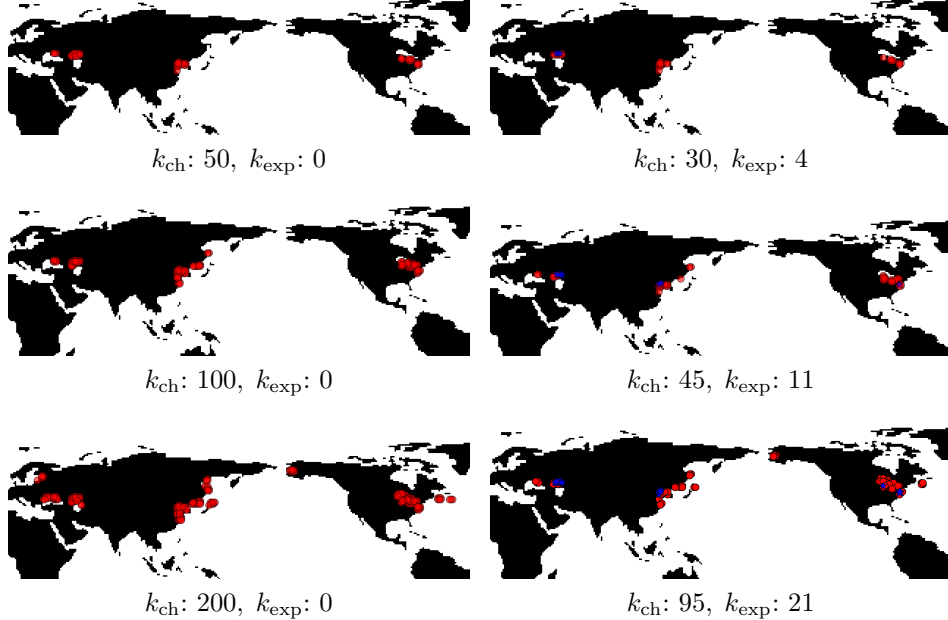 k_ch: 50, k_exp: 0
k_ch: 30, k_exp: 4
k_ch: 100, k_exp: 0
k_ch: 45, k_exp: 11
k_ch: 200, k_exp: 0
k_ch: 95, k_exp: 21